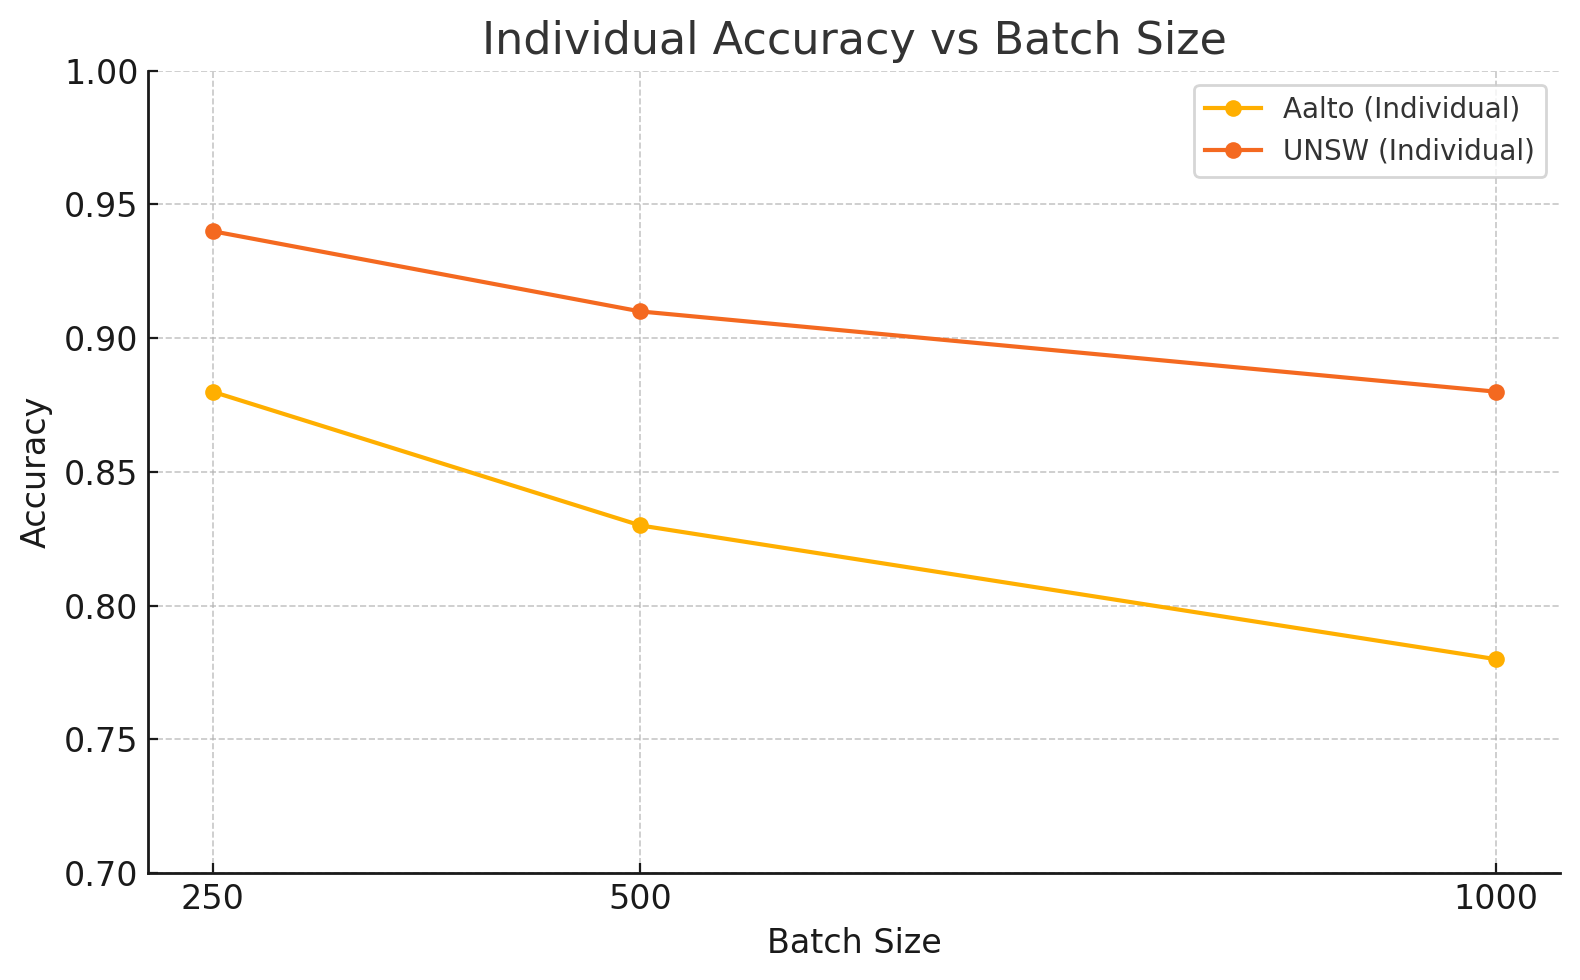 Individual Accuracy vs Batch Size
1.00
0.95
0.90
0.85
0.80
0.75
0.70
Accuracy
Aalto (Individual)
UNSW (Individual)
250 500 1000
Batch Size